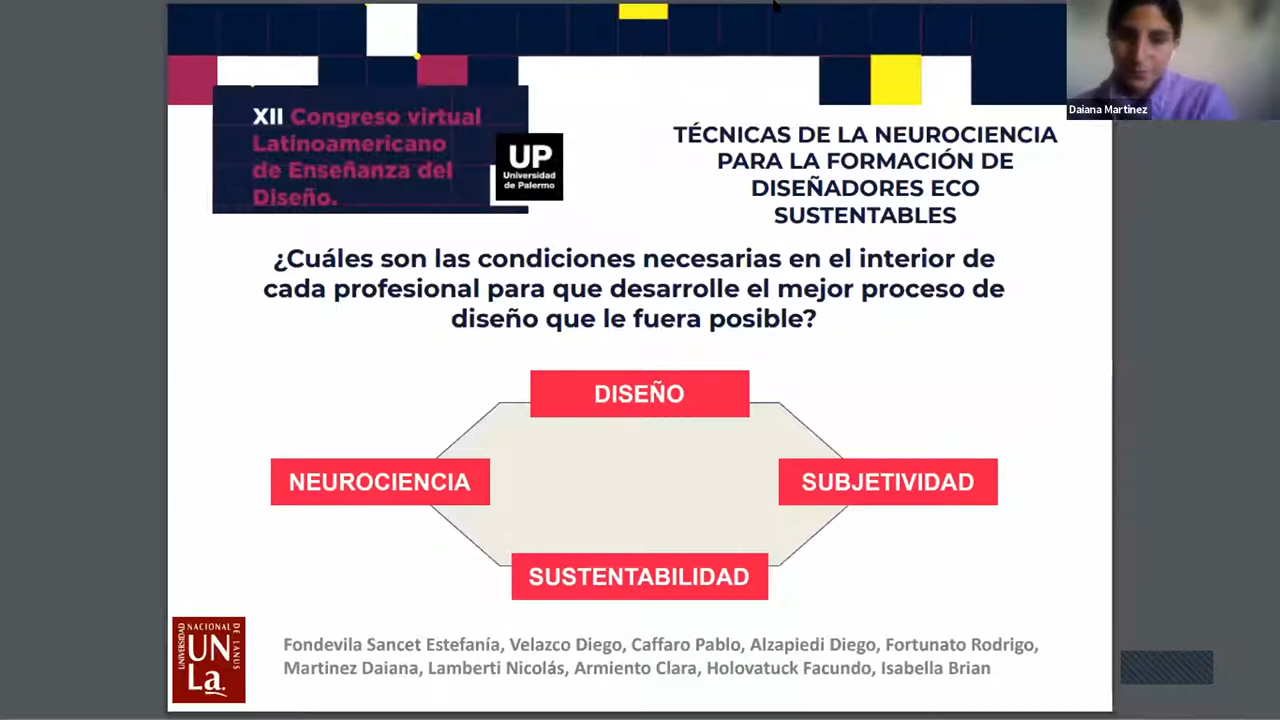 XII Congreso virtual
Latinoamericano
de Enseñanza del
Diseño.
UP
Universidad
de Palermo
TÉCNICAS DE LA NEUROCIENCIA
PARA LA FORMACIÓN DE
DISEÑADORES ECO
SUSTENTABLES
Daiana Martinez
¿Cuáles son las condiciones necesarias en el interior de
cada profesional para que desarrolle el mejor proceso de
diseño que le fuera posible?
DISEÑO
NEUROCIENCIA
SUBJETIVIDAD
SUSTENTABILIDAD
UNIVERSIDAD
NACIONAL
DE LANUS
UN
La.
Fondevila Sancet Estefanía, Velazco Diego, Caffaro Pablo, Alzapiedi Diego, Fortunato Rodrigo,
Martinez Daiana, Lamberti Nicolás, Armiento Clara, Holovatuck Facundo, Isabella Brian